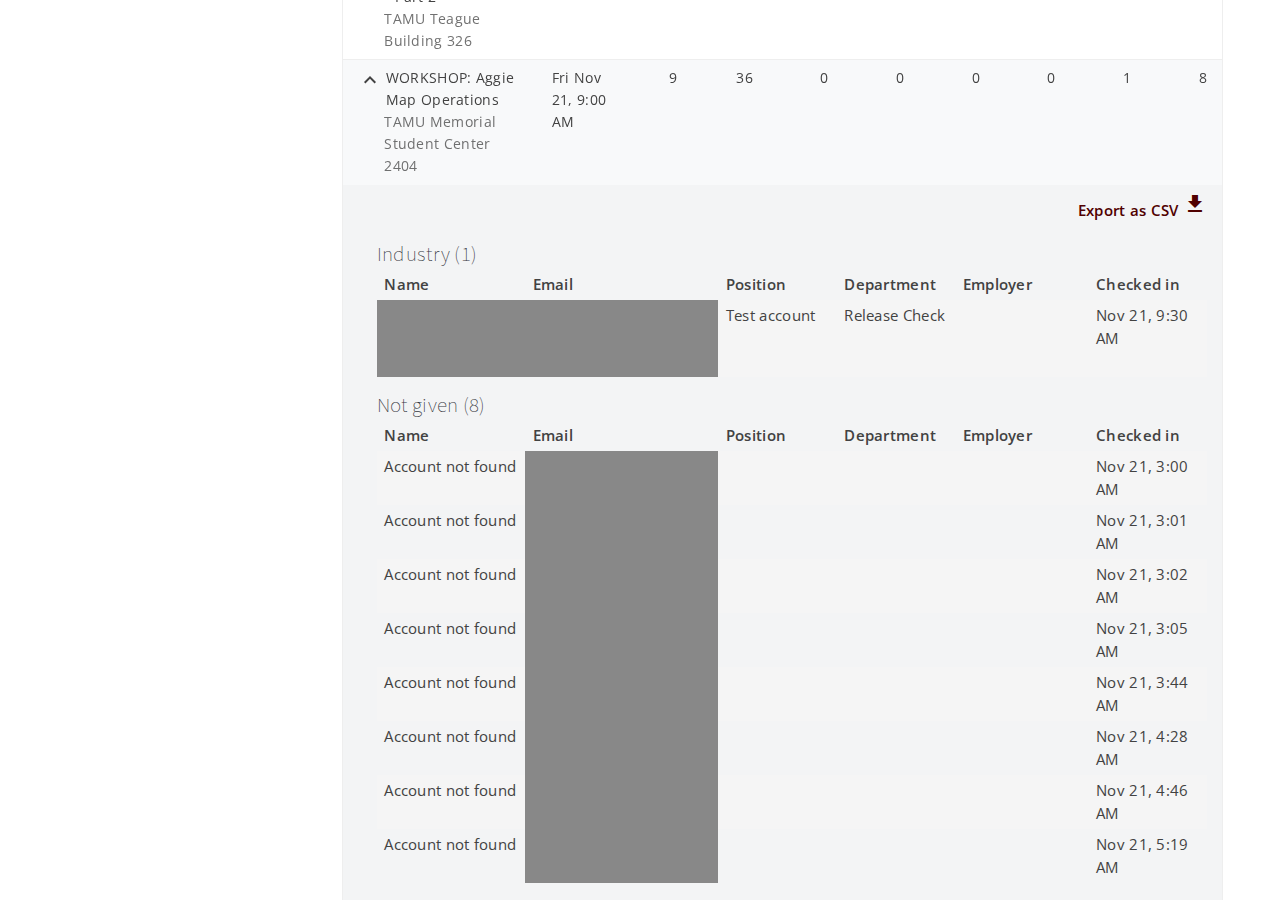 TAMU Teague
Building 326
WORKSHOP: Aggie Fri Nov 9 36 0 0 0 0 1 8
Map Operations 21, 9:00
TAMU Memorial AM
Student Center
2404
Export as CSV
Industry (1)
Name Email Position Department Employer Checked in
Test account Release Check Nov 21, 9:30
AM
Not given (8)
Name Email Position Department Employer Checked in
Account not found Nov 21, 3:00
AM
Account not found Nov 21, 3:01
AM
Account not found Nov 21, 3:02
AM
Account not found Nov 21, 3:05
AM
Account not found Nov 21, 3:44
AM
Account not found Nov 21, 4:28
AM
Account not found Nov 21, 4:46
AM
Account not found Nov 21, 5:19
AM